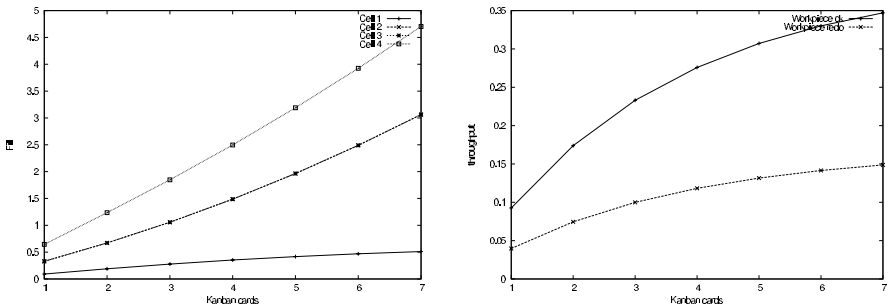 5
4.5
4
3.5
3
2.5
2
1.5
1
0.5
0
Fill
Cell 1
Cell 2
Cell 3
Cell 4
1 2 3 4 5 6 7
Kanban cards
0.35
0.3
0.25
0.2
0.15
0.1
0.05
0
throughput
Workpiece ok
Workpiece redo
1 2 3 4 5 6 7
Kanban cards